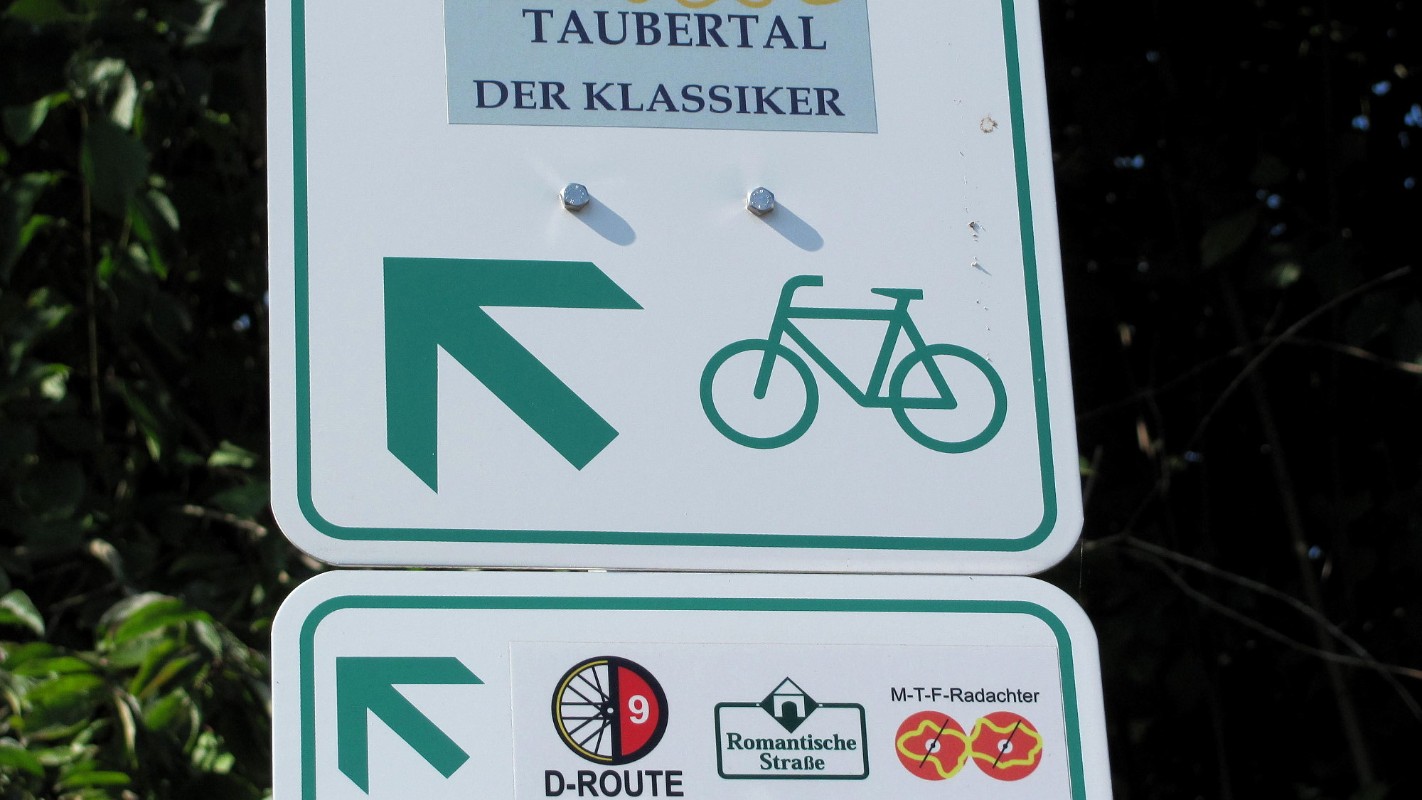 TAUBERTAL
DER KLASSIKER
9
D-ROUTE
Romantische
Straße
M-T-F-Radachter